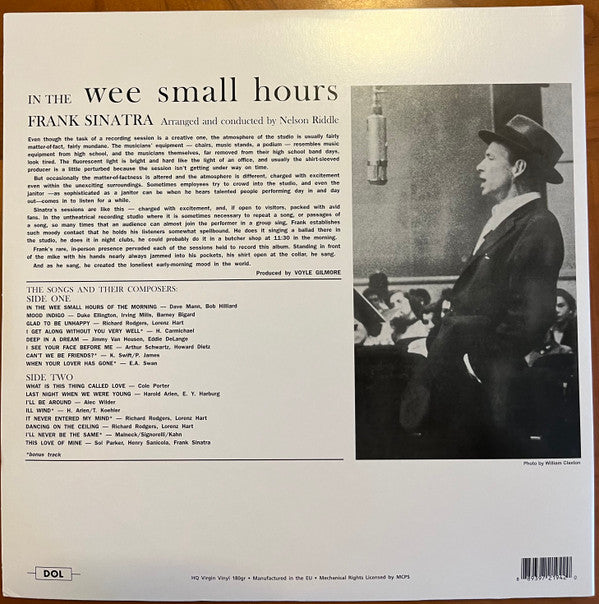 IN THE wee small hours
FRANK SINATRA Arranged and conducted by Nelson Riddle
Even though the task of a recording session is a creative one, the atmosphere of the studio is usually fairly
matter-of-fact, fairly mundane. The musicians' equipment — chairs, music stands, a podium — resembles music
equipment from high school, and the musicians themselves, far removed from their high school band days,
look tired. The fluorescent light is bright and hard like the light of an office, and usually the shirt-sleeved
producer is a little perturbed because the session isn't getting under way on time.
But occasionally the matter-of-factness is altered and the atmosphere is different, charged with excitement
even within the unexciting surroundings. Sometimes employees try to crowd into the studio, and even the
janitor —as sophisticated as a janitor can be when he hears talented people performing day in and day
out—comes in to listen for a while.
Sinatra's sessions are like this — charged with excitement, and, if open to visitors, packed with avid
fans. In the untheatrical recording studio where it is sometimes necessary to repeat a song, or passages of
a song, so many times that an audience can almost join the performer in a group sing, Frank establishes
such moody contact that he holds his listeners somewhat spellbound. He does it singing a ballad there in
the studio, he does it in night clubs, he could probably do it in a butcher shop at 11:30 in the morning.
Frank's rare, in-person presence pervaded each of the sessions held to record this album. Standing in front
of the mike with his hands nearly always jammed into his pockets, his shirt open at the collar, he sang.
And as he sang, he created the loneliest early-morning mood in the world.
Produced by VOYLE GILMORE
THE SONGS AND THEIR COMPOSERS:
SIDE ONE
IN THE WEE SMALL HOURS OF THE MORNING — Dave Mann, Bob Hilliard
MOOD INDIGO — Duke Ellington, Irving Mills, Barney Bigard
GLAD TO BE UNHAPPY — Richard Rodgers, Lorenz Hart
I GET ALONG WITHOUT YOU VERY WELL* — H. Carmichael
DEEP IN A DREAM — Jimmy Van Housen, Eddie DeLange
I SEE YOUR FACE BEFORE ME — Arthur Schwartz, Howard Dietz
CAN'T WE BE FRIENDS?* — K. Swift/P. James
WHEN YOUR LOVER HAS GONE* — E.A. Swan
SIDE TWO
WHAT IS THIS THING CALLED LOVE — Cole Porter
LAST NIGHT WHEN WE WERE YOUNG — Harold Arlen, E. Y. Harburg
I'LL BE AROUND — Alec Wilder
ILL WIND* — H. Arlen/T. Koehler
IT NEVER ENTERED MY MIND* — Richard Rodgers, Lorenz Hart
DANCING ON THE CEILING — Richard Rodgers, Lorenz Hart
I'LL NEVER BE THE SAME* — Malneck/Signorelli/Kahn
THIS LOVE OF MINE — Sol Parker, Henry Sanicola, Frank Sinatra
*bonus track
Photo by William Claxton
DOL
HQ Virgin Vinyl 180gr • Manufactured in the EU • Mechanical Rights Licensed by MCPS
8 89397 21942 0